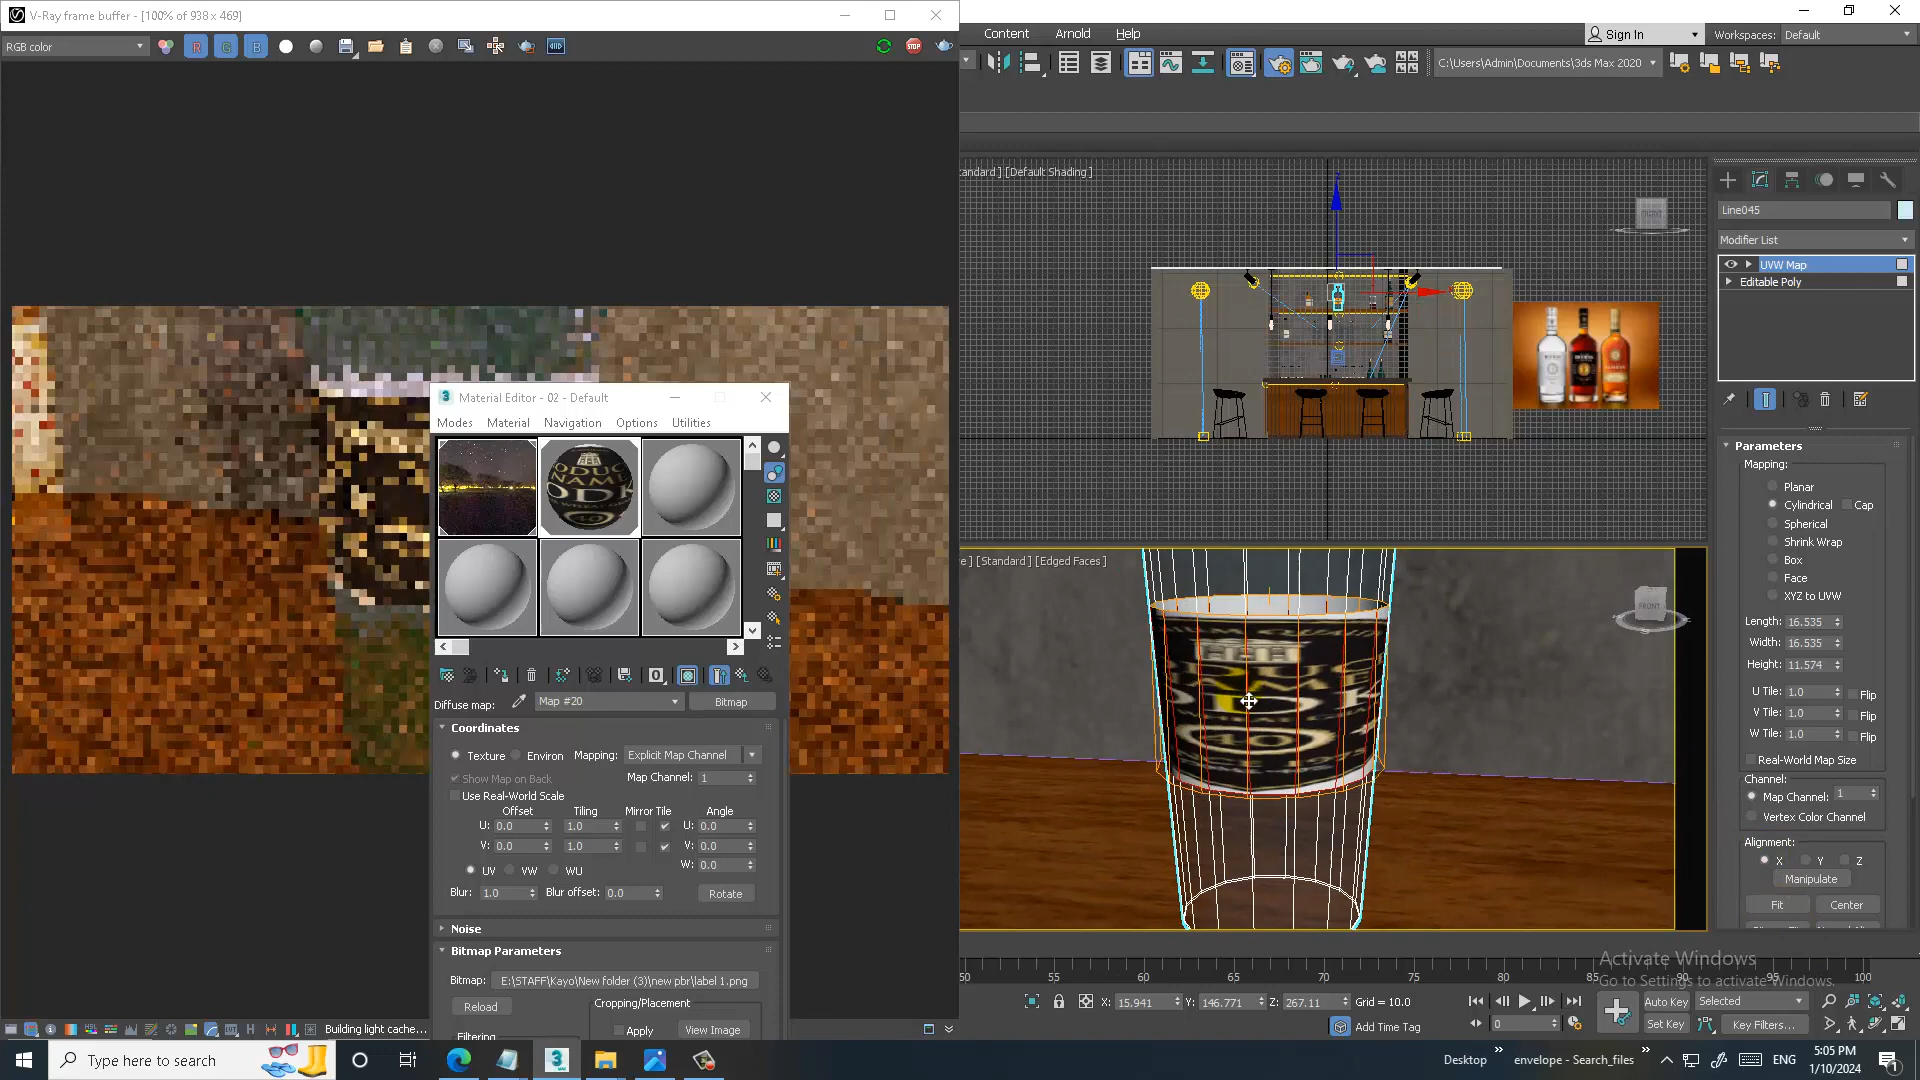 V-Ray frame buffer - [100% of 938 x 469]
RGB color
R G B
STOP
Content Arnold Help
Sign In
Workspaces: Default
C:\Users\Admin\Documents\3ds Max 2020
andard ] [Default Shading ]
FRONT
Line045
Modifier List
UVW Map
Editable Poly
Material Editor - 02 - Default
Modes Material Navigation Options Utilities
Parameters
Mapping:
Planar
Cylindrical Cap
Spherical
Shrink Wrap
Box
Face
XYZ to UVW
Length: 16.535
Width: 16.535
Height: 11.574
U Tile: 1.0 Flip
V Tile: 1.0 Flip
W Tile: 1.0 Flip
Real-World Map Size
Channel:
Map Channel: 1
Vertex Color Channel
Alignment:
X Y Z
Manipulate
Fit Center
e ] [Standard ] [Edged Faces ]
FRONT
NAME
40
Diffuse map: Map #20 Bitmap
Coordinates
Texture Environ Mapping: Explicit Map Channel
Show Map on Back Map Channel: 1
Use Real-World Scale
Offset Tiling Mirror Tile Angle
U: 0.0 1.0 U: 0.0
V: 0.0 1.0 V: 0.0
W: 0.0
UV VW WU
Blur: 1.0 Blur offset: 0.0 Rotate
Noise
Bitmap Parameters
Bitmap: E:\STAFF\Kayo\New folder (3)\new pbr\label 1.png
Reload
Cropping/Placement
Apply View Image
Filtering
Building light cache...
Activate Windows
Go to Settings to activate Windows.
50 55 60 65 70 75 80 85 90 95 100
X: 15.941 Y: 146.771 Z: 267.11 Grid = 10.0
Add Time Tag
0
Auto Key Selected
Set Key Key Filters...
Type here to search
Desktop envelope - Search_files
ENG
5:05 PM
1/10/2024
1